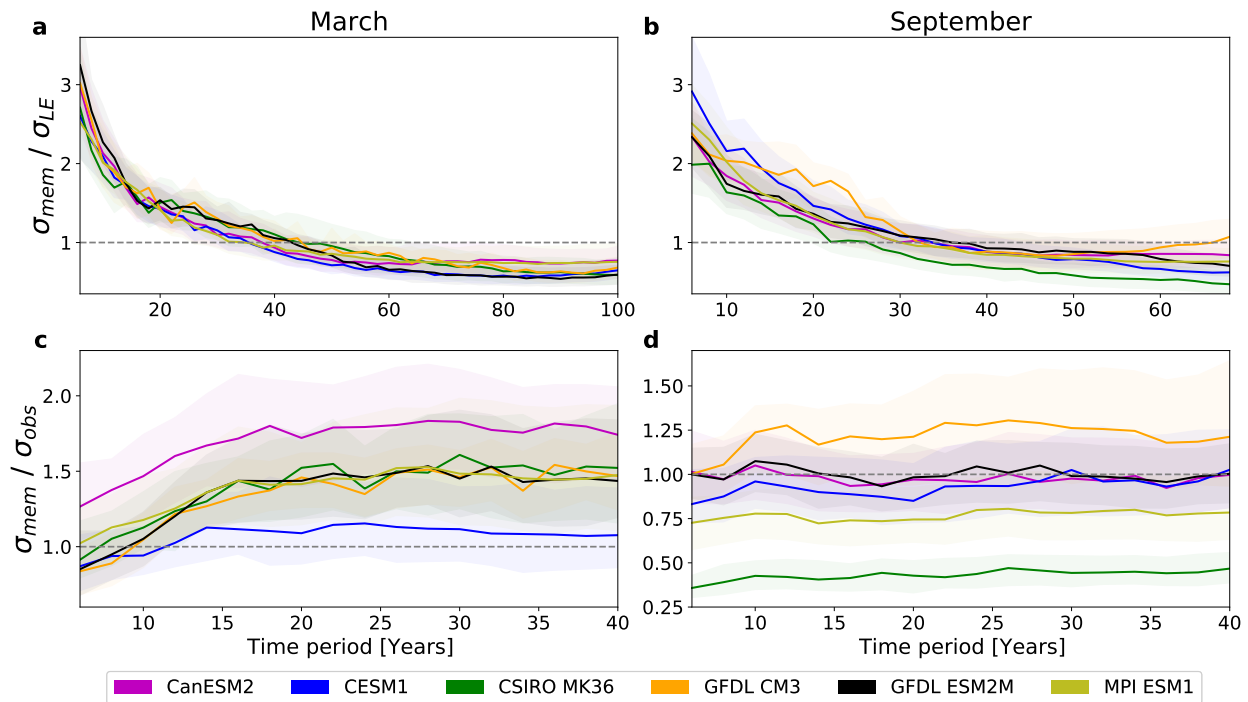 a March
b September
σmem / σLE
3
2
1
20 40 60 80 100
3
2
1
10 20 30 40 50 60
c
d
σmem / σobs
2.0
1.5
1.0
10 15 20 25 30 35 40
Time period [Years]
1.50
1.25
1.00
0.75
0.50
0.25
10 15 20 25 30 35 40
Time period [Years]
CanESM2 CESM1 CSIRO MK36 GFDL CM3 GFDL ESM2M MPI ESM1